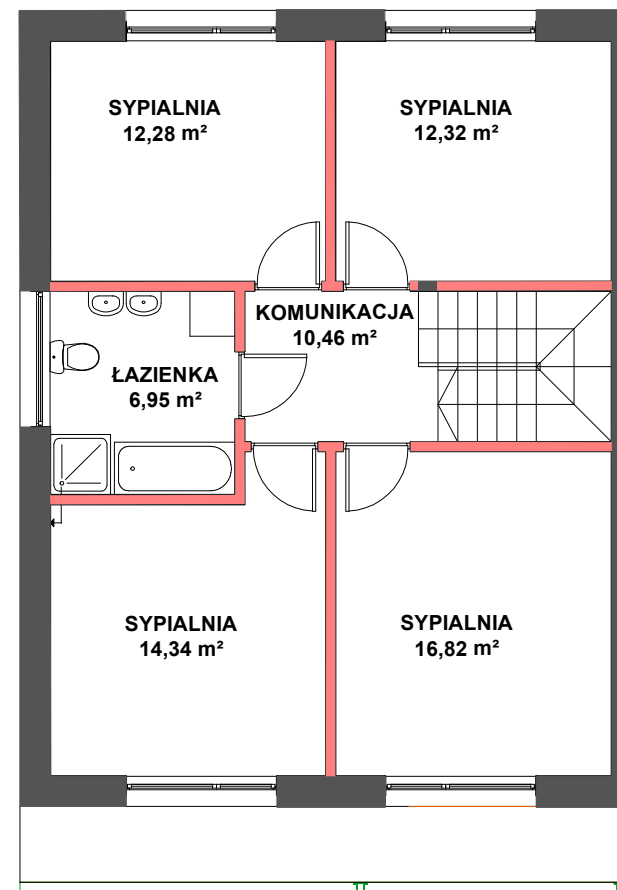 SYPIALNIA
12,28 m²
SYPIALNIA
12,32 m²
KOMUNIKACJA
10,46 m²
ŁAZIENKA
6,95 m²
SYPIALNIA
14,34 m²
SYPIALNIA
16,82 m²